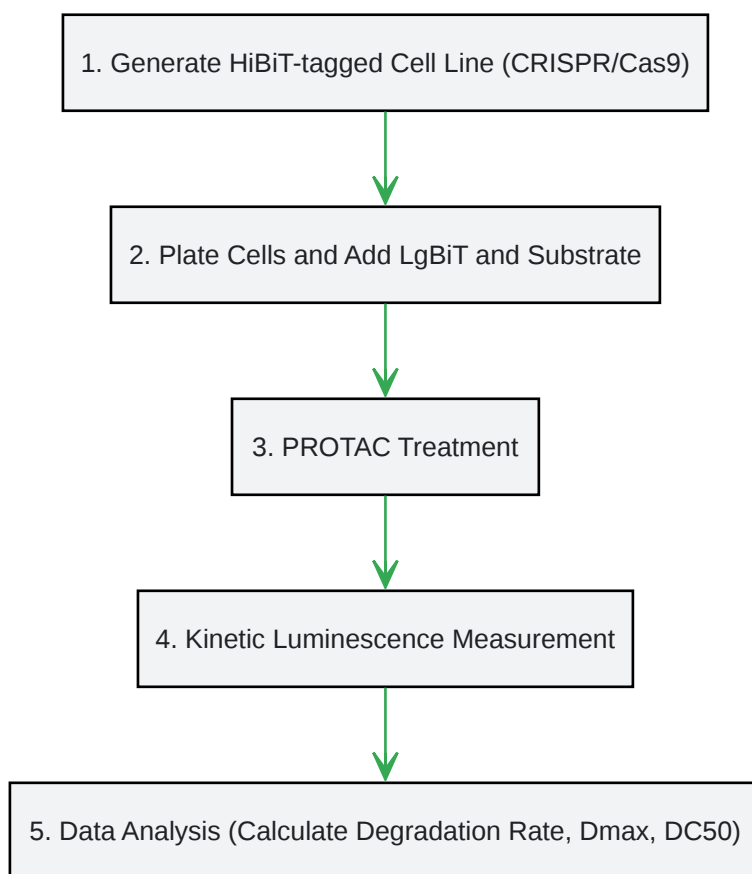 1. Generate HiBiT-tagged Cell Line (CRISPR/Cas9)
2. Plate Cells and Add LgBiT and Substrate
3. PROTAC Treatment
4. Kinetic Luminescence Measurement
5. Data Analysis (Calculate Degradation Rate, Dmax, DC50)